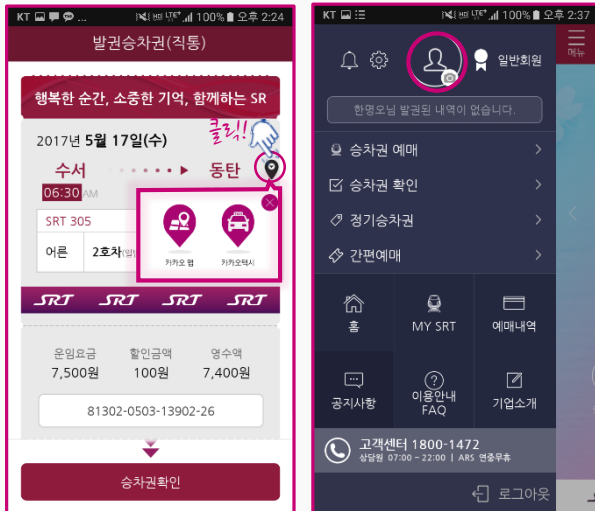 KT ... 100% 오후 2:24
발권승차권(직통)
행복한 순간, 소중한 기억, 함께하는 SR
2017년 5월 17일(수)
클릭!!
수서 동탄
06:30 AM
SRT 305
어른 2호차
카카오 맵 카카오택시
SRT SRT SRT SRT
운임요금 할인금액 영수액
7,500원 100원 7,400원
81302-0503-13902-26
승차권확인
KT 100% 오후 2:37
일반회원
메뉴
한명오님 발권된 내역이 없습니다.
승차권 예매
승차권 확인
정기승차권
간편예매
홈 MY SRT 예매내역
공지사항 이용안내 FAQ 기업소개
고객센터 1800-1472
상담원 07:00 - 22:00 | ARS 연중무휴
로그아웃